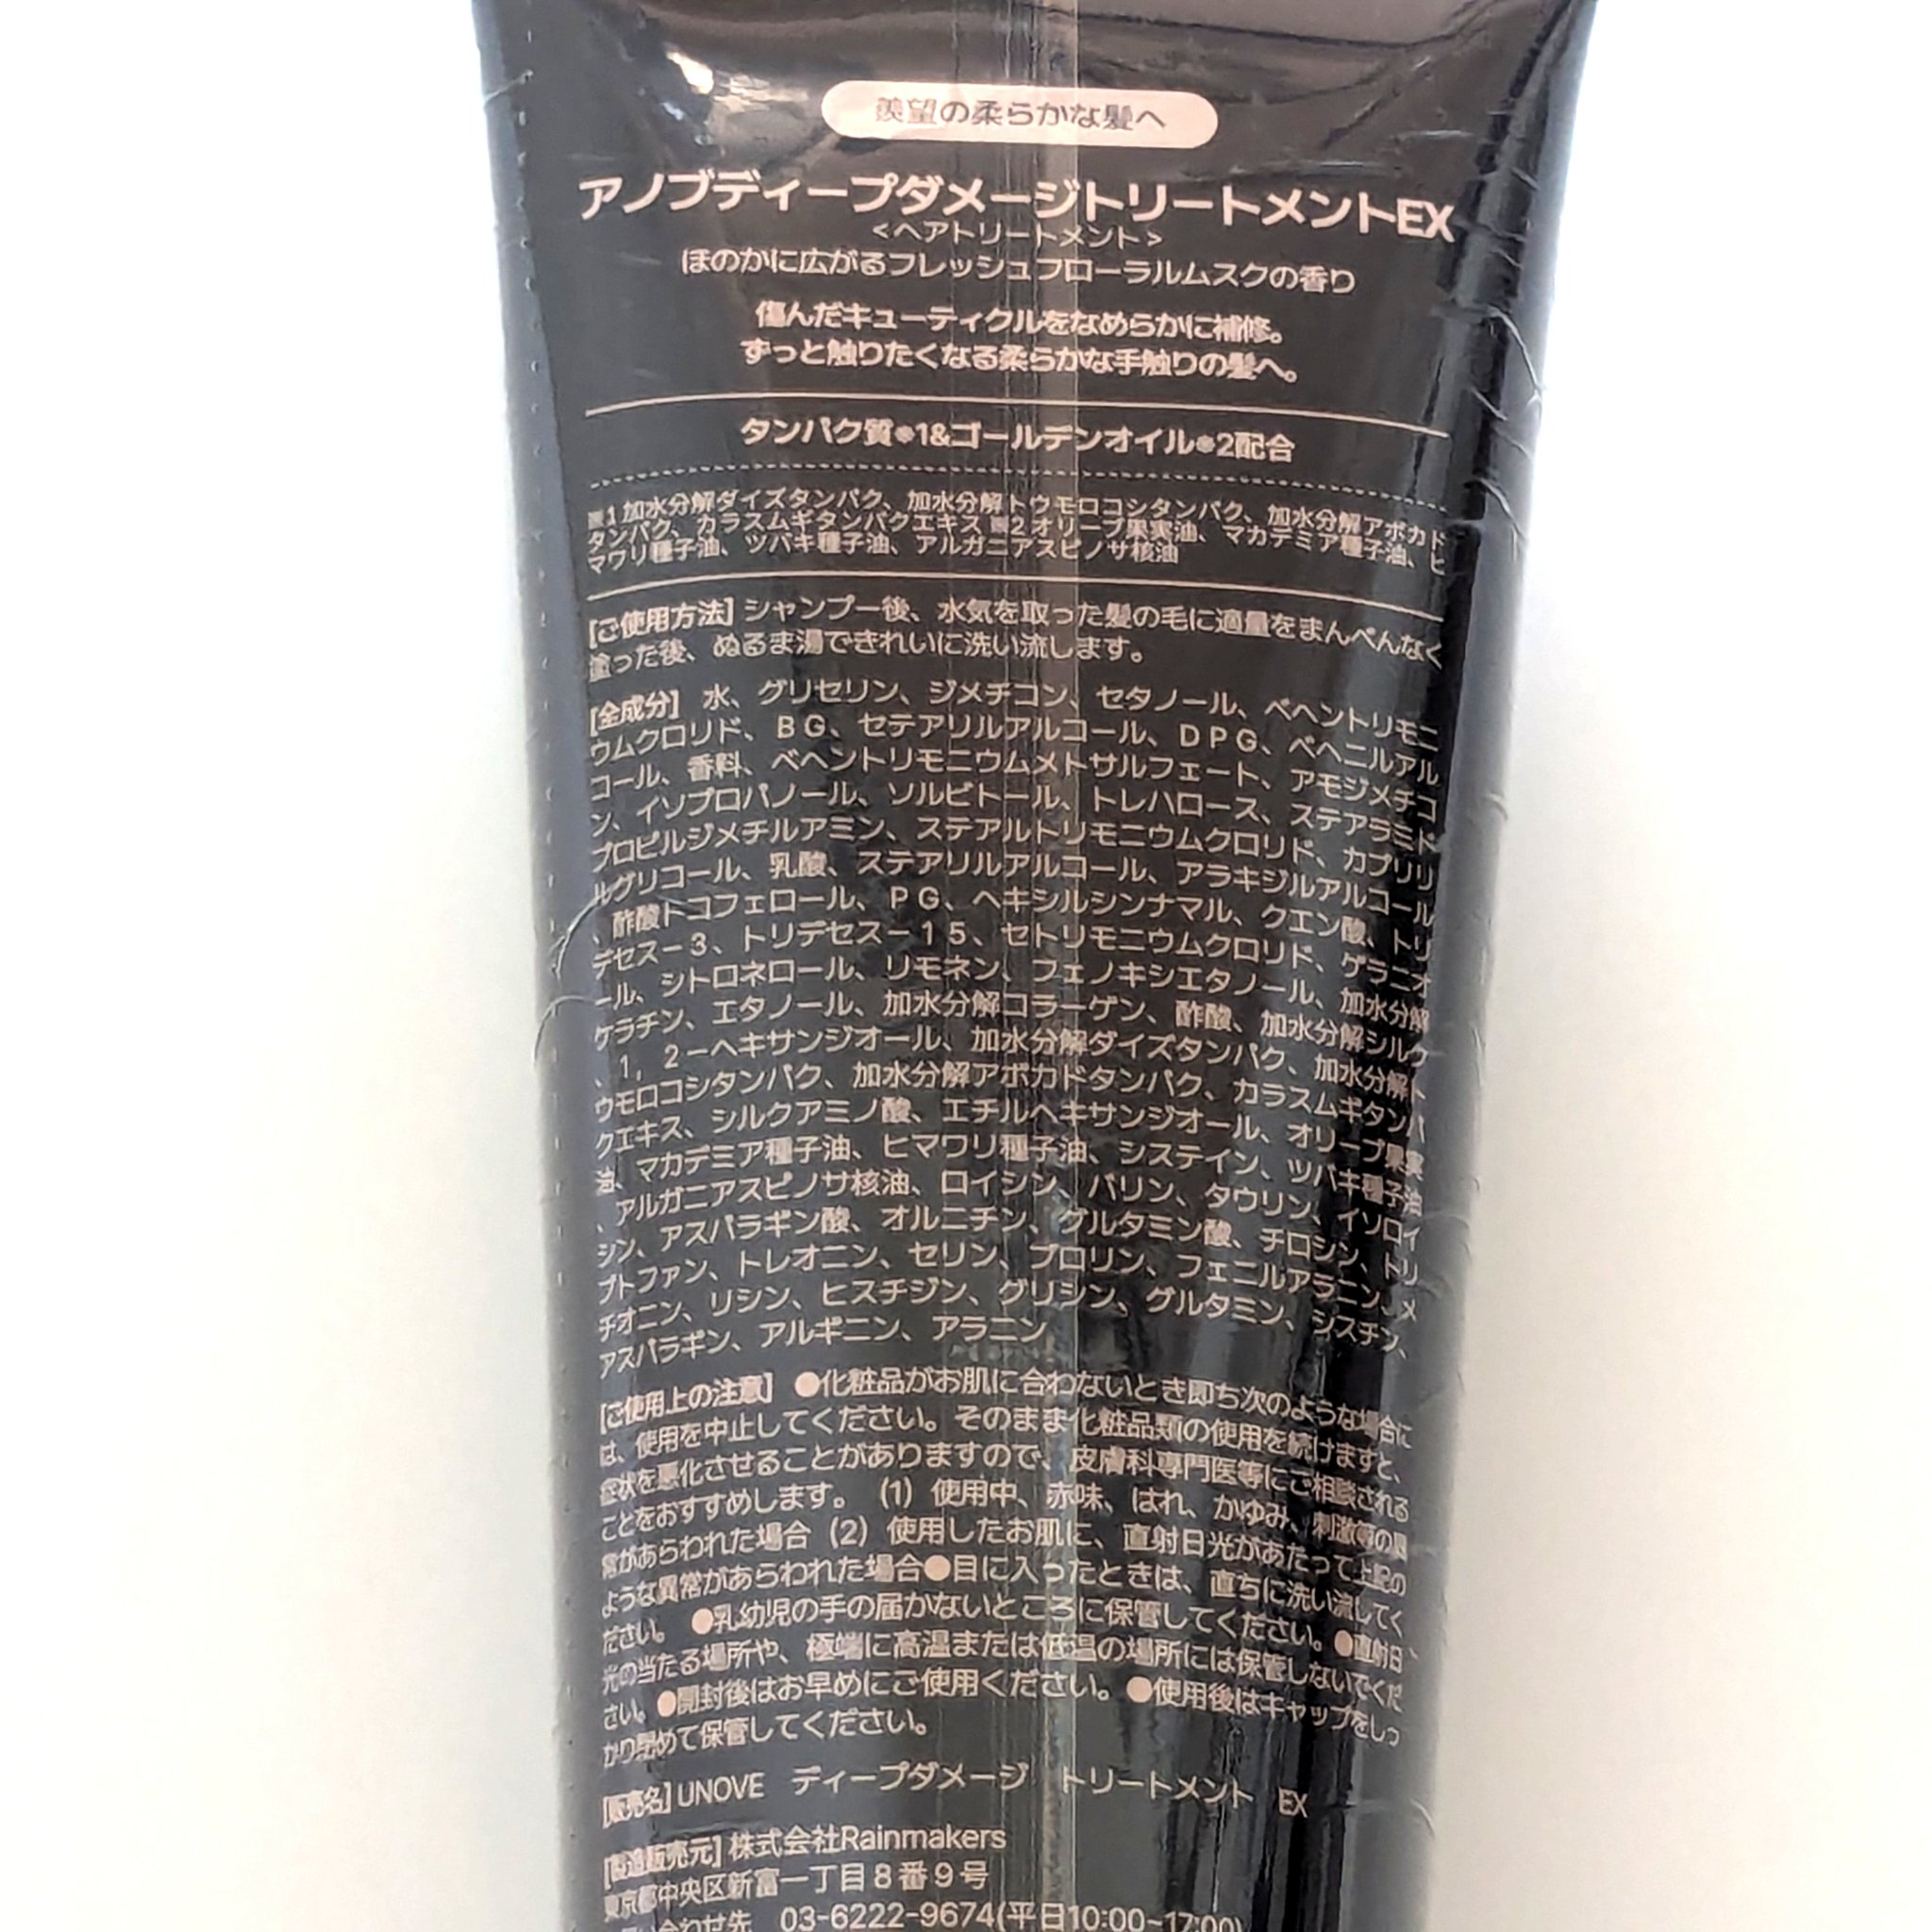 羨望の柔らかな髪へ
アノブディープダメージトリートメントEX
<ヘアトリートメント>
ほのかに広がるフレッシュフローラルムスクの香り
傷んだキューティクルをなめらかに補修。
ずっと触りたくなる柔らかな手触りの髪へ。
タンパク質※1&ゴールデンオイル※2配合
※1 加水分解ダイズタンパク、加水分解トウモロコシタンパク、加水分解アボカド
タンパク、カラスムギタンパクエキス ※2 オリーブ果実油、マカデミア種子油、ヒ
マワリ種子油、ツバキ種子油、アルガニアスピノサ核油
[ご使用方法] シャンプー後、水気を取った髪の毛に適量をまんべんなく
塗った後、ぬるま湯できれいに洗い流します。
[全成分] 水、グリセリン、ジメチコン、セタノール、ベヘントリモニ
ウムクロリド、BG、セテアリルアルコール、DPG、ベヘニルアル
コール、香料、ベヘントリモニウムメトサルフェート、アモジメチコ
ン、イソプロパノール、ソルビトール、トレハロース、ステアラミド
プロピルジメチルアミン、ステアルトリモニウムクロリド、カプリリ
ルグリコール、乳酸、ステアリルアルコール、アラキジルアルコール
、酢酸トコフェロール、PG、ヘキシルシンナマル、クエン酸、トリ
デセス－3、トリデセス－15、セトリモニウムクロリド、ゲラニオ
ール、シトロネロール、リモネン、フェノキシエタノール、加水分解
ケラチン、エタノール、加水分解コラーゲン、酢酸、加水分解シルク
、1，2－ヘキサンジオール、加水分解ダイズタンパク、加水分解ト
ウモロコシタンパク、加水分解アボカドタンパク、カラスムギタンパ
クエキス、シルクアミノ酸、エチルヘキサンジオール、オリーブ果実
油、マカデミア種子油、ヒマワリ種子油、システイン、ツバキ種子油
、アルガニアスピノサ核油、ロイシン、バリン、タウリン、イソロイ
シン、アスパラギン酸、オルニチン、グルタミン酸、チロシン、トリ
プトファン、トレオニン、セリン、プロリン、フェニルアラニン、メ
チオニン、リシン、ヒスチジン、グリシン、グルタミン、シスチン、
アスパラギン、アルギニン、アラニン
[ご使用上の注意] ●化粧品がお肌に合わないとき即ち次のような場合に
は、使用を中止してください。そのまま化粧品類の使用を続けますと、
症状を悪化させることがありますので、皮膚科専門医等にご相談される
ことをおすすめします。(1) 使用中、赤味、はれ、かゆみ、刺激等の異
常があらわれた場合 (2) 使用したお肌に、直射日光があたって上記の
ような異常があらわれた場合●目に入ったときは、直ちに洗い流してく
ださい。 ●乳幼児の手の届かないところに保管してください。●直射日
光の当たる場所や、極端に高温または低温の場所には保管しないでくだ
さい。●開封後はお早めにご使用ください。●使用後はキャップをしっ
かり閉めて保管してください。
[販売名] UNOVE ディープダメージ トリートメント EX
[製造販売元] 株式会社Rainmakers
東京都中央区新富一丁目8番9号
合わせ先 03-6222-9674(平日10:00~17:00)